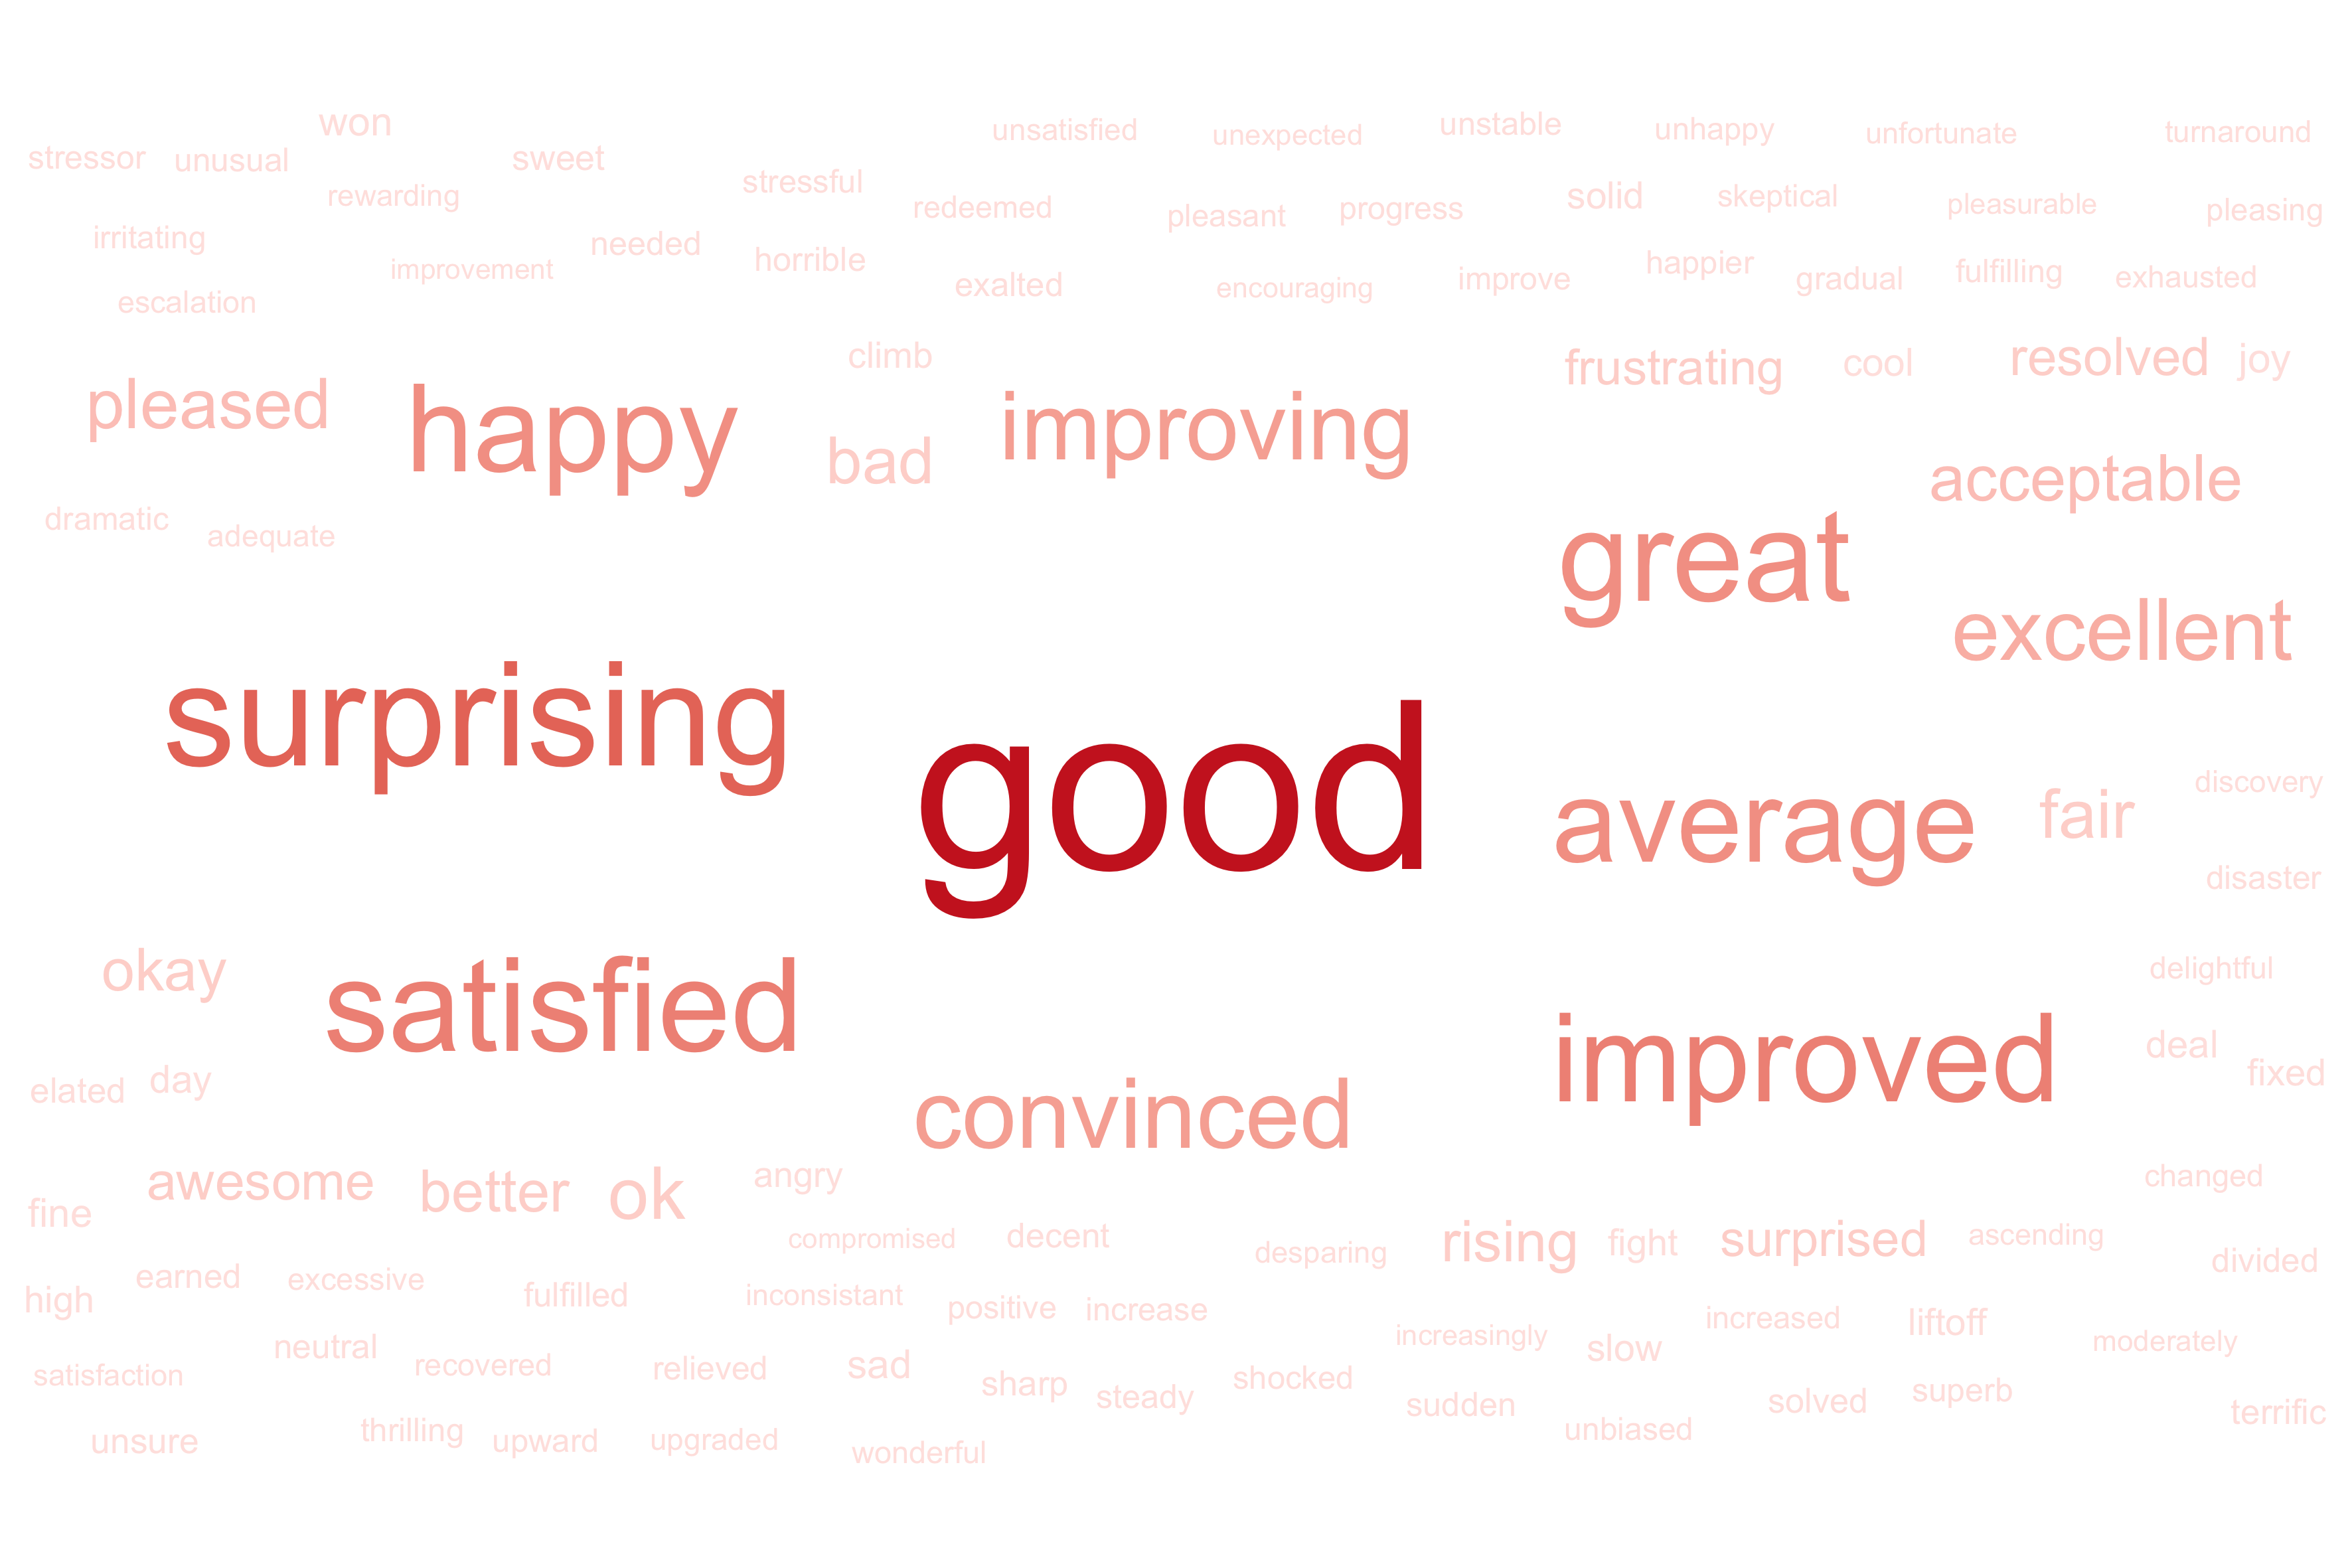 won
stressor unusual sweet unsatisfied unexpected unstable unhappy unfortunate turnaround
rewarding stressful redeemed pleasant progress solid skeptical pleasurable pleasing
irritating needed horrible
escalation improvement exalted encouraging improve happier gradual fulfilling exhausted
climb frustrating cool resolved joy
pleased happy bad improving acceptable
dramatic adequate great
excellent
surprising good average fair discovery
disaster
okay satisfied delightful
improved deal fixed
elated day convinced
awesome better ok angry changed
fine compromised decent desparing rising fight surprised ascending divided
high earned excessive fulfilled inconsistant positive increase increasingly increased liftoff moderately
neutral slow
satisfaction recovered relieved sad sharp steady shocked sudden solved superb terrific
unsure thrilling upward upgraded wonderful unbiased